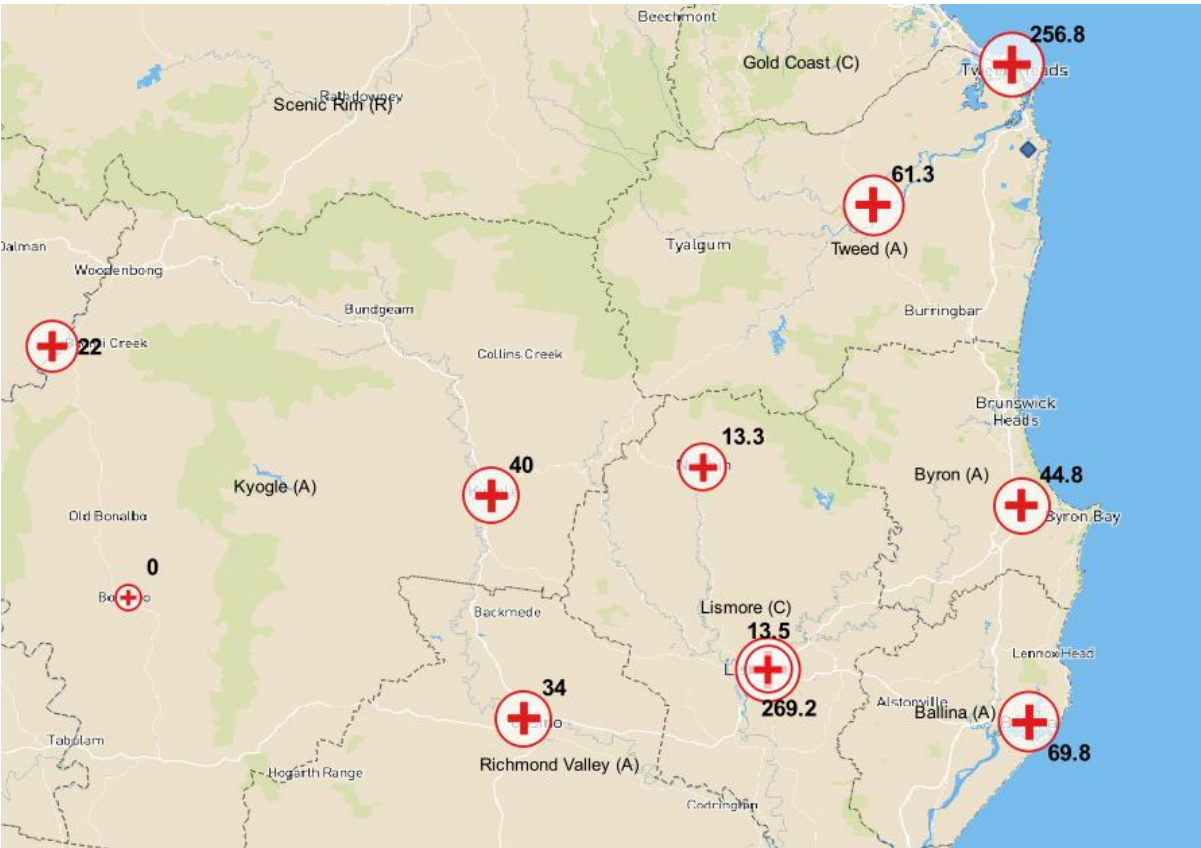 Beechmont
256.8
Gold Coast (C)
Tweed Heads
Rathdowney
Scenic Rim (R)
61.3
Tyalgum
Tweed (A)
Dalman
Woodenbong
Bundgeam
Burringbar
22
Creek
Collins Creek
Brunswick
Heads
13.3
40
Byron (A)
44.8
Kyogle (A)
Old Bonalbo
Byron Bay
0
Backmede
Lismore (C)
13.5
Lennox Head
34
269.2
Alstonville
Ballina (A)
Tabulam
69.8
Richmond Valley (A)
Hogarth Range
Codrington